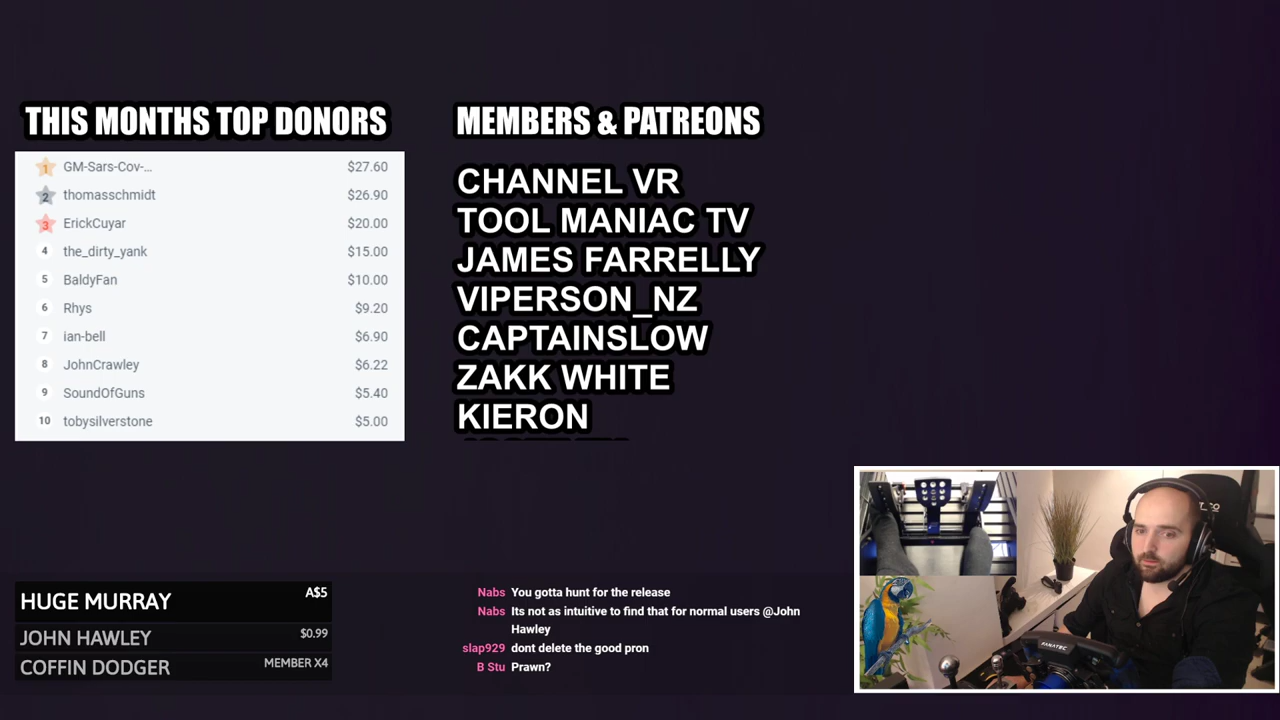 THIS MONTHS TOP DONORS
1 GM-Sars-Cov-... $27.60
2 thomasschmidt $26.90
3 ErickCuyar $20.00
4 the_dirty_yank $15.00
5 BaldyFan $10.00
6 Rhys $9.20
7 ian-bell $6.90
8 JohnCrawley $6.22
9 SoundOfGuns $5.40
10 tobysilverstone $5.00
MEMBERS & PATREONS
CHANNEL VR
TOOL MANIAC TV
JAMES FARRELLY
VIPERSON_NZ
CAPTAINSLOW
ZAKK WHITE
KIERON
HUGE MURRAY A$5
JOHN HAWLEY $0.99
COFFIN DODGER MEMBER X4
Nabs You gotta hunt for the release
Nabs Its not as intuitive to find that for normal users @John
Hawley
slap929 dont delete the good pron
B Stu Prawn?
FANATEC